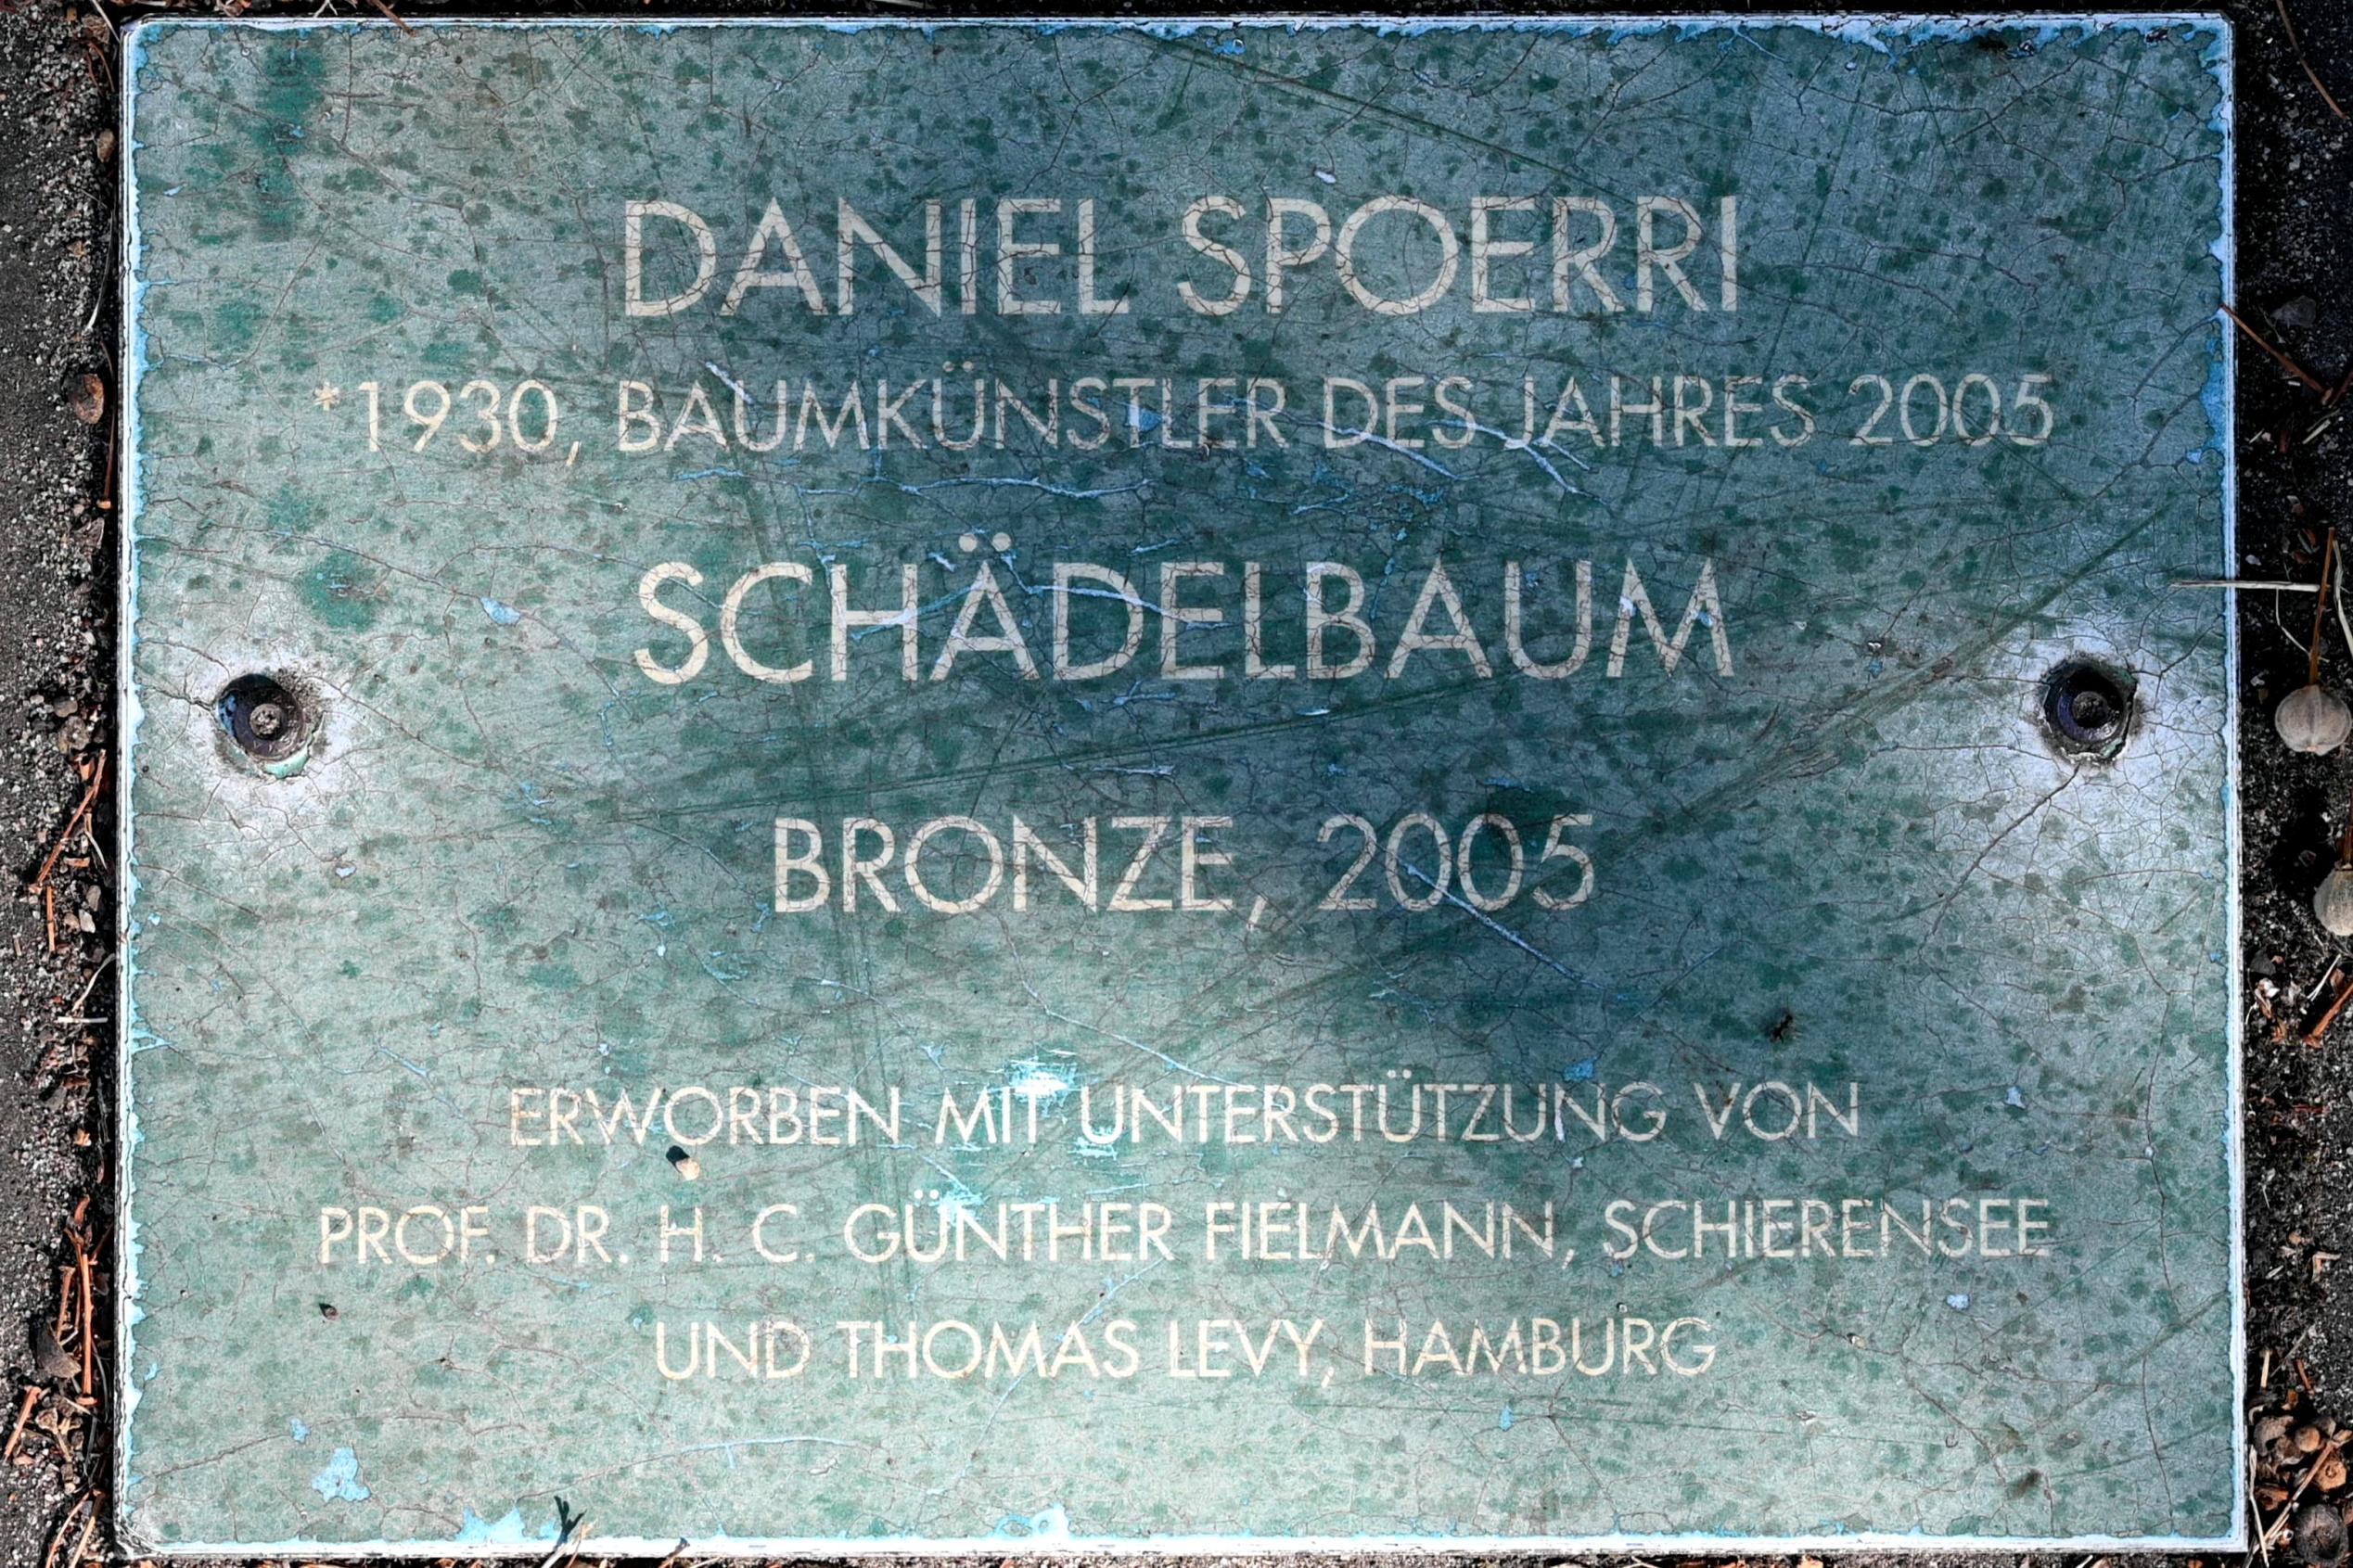 DANIEL SPOERRI
*1930, BAUMKÜNSTLER DES JAHRES 2005
SCHÄDELBAUM
BRONZE, 2005
ERWORBEN MIT UNTERSTÜTZUNG VON
PROF. DR. H. C. GÜNTHER FIELMANN, SCHIERENSEE
UND THOMAS LEVY, HAMBURG